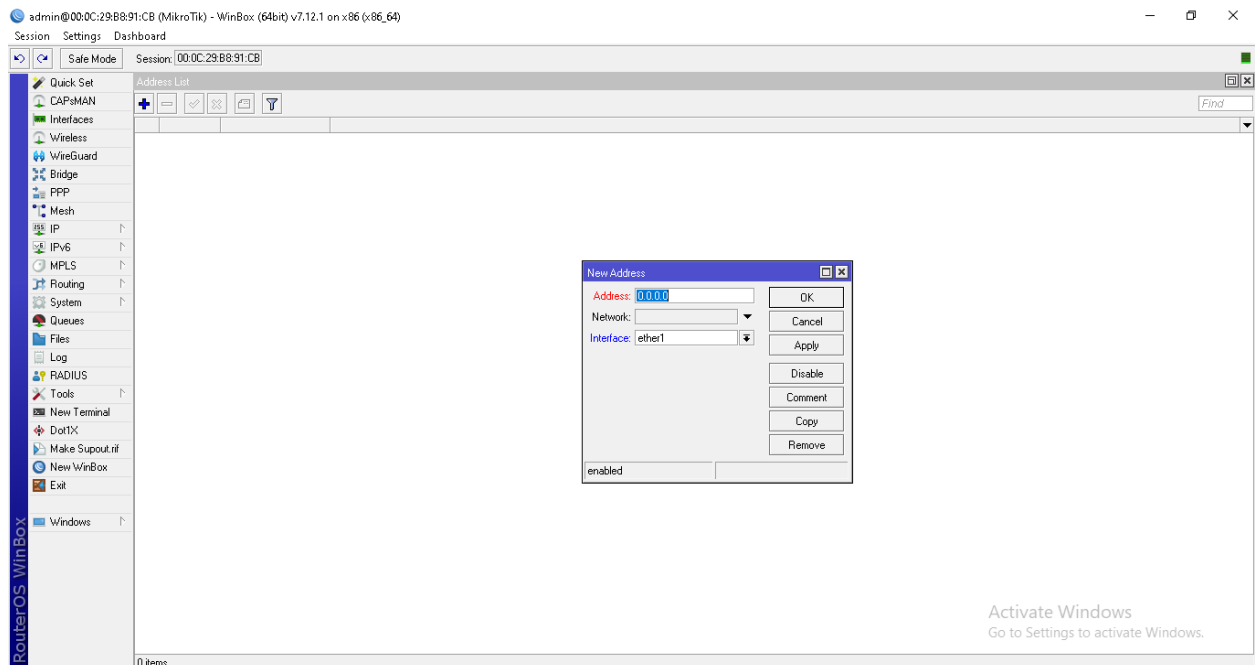 admin@00:0C:29:B8:91:CB (MikroTik) - WinBox (64bit) v7.12.1 on x86 (x86_64)
Session Settings Dashboard
Safe Mode Session: 00:0C:29:B8:91:CB
Address List
Find
Quick Set
CAPsMAN
Interfaces
Wireless
WireGuard
Bridge
PPP
Mesh
IP
IPv6
MPLS
Routing
System
Queues
Files
Log
RADIUS
Tools
New Terminal
Dot1X
Make Supout.rif
New WinBox
Exit
Windows
RouterOS WinBox
New Address
Address: 0.0.0.0
Network:
Interface: ether1
OK
Cancel
Apply
Disable
Comment
Copy
Remove
enabled
0 items
Activate Windows
Go to Settings to activate Windows.